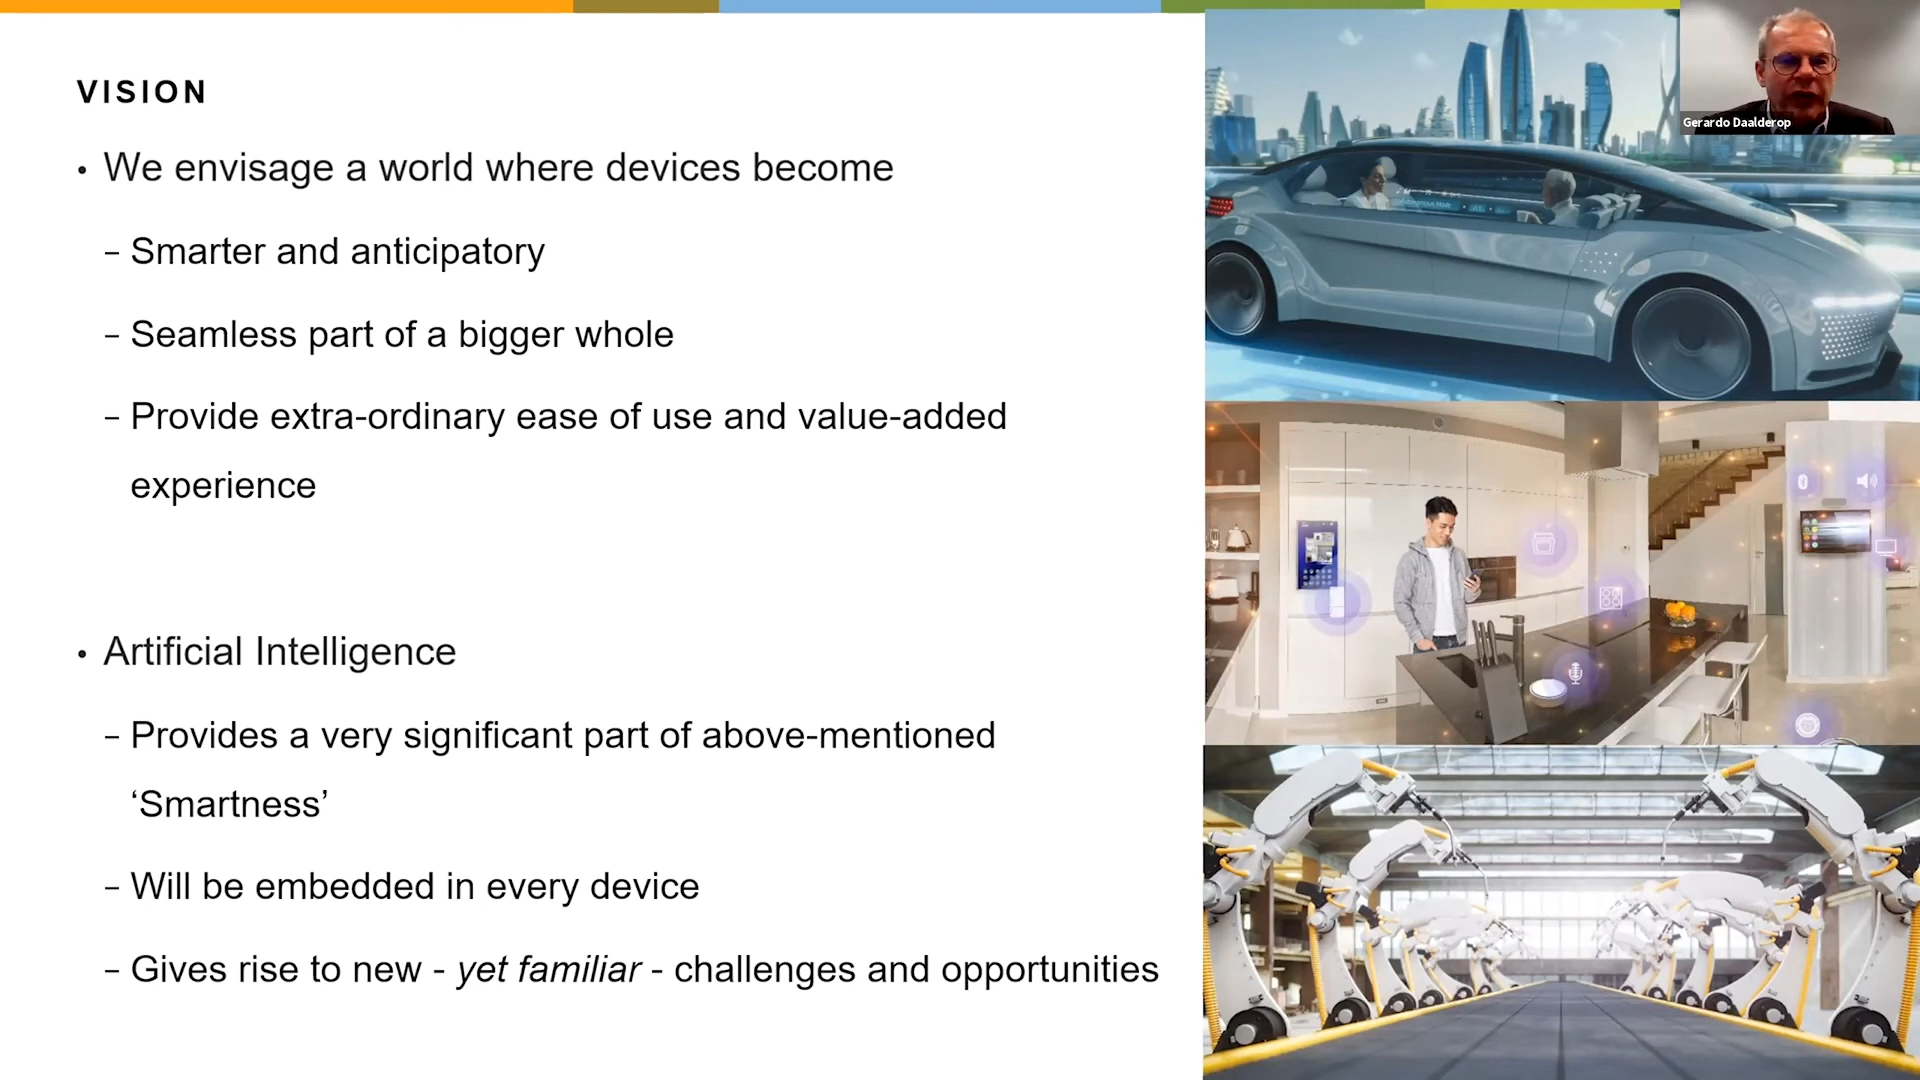 VISION
• We envisage a world where devices become
– Smarter and anticipatory
– Seamless part of a bigger whole
– Provide extra-ordinary ease of use and value-added
experience
• Artificial Intelligence
– Provides a very significant part of above-mentioned
‘Smartness’
– Will be embedded in every device
– Gives rise to new - yet familiar - challenges and opportunities
Gerardo Daalderop
Autonomous Mode